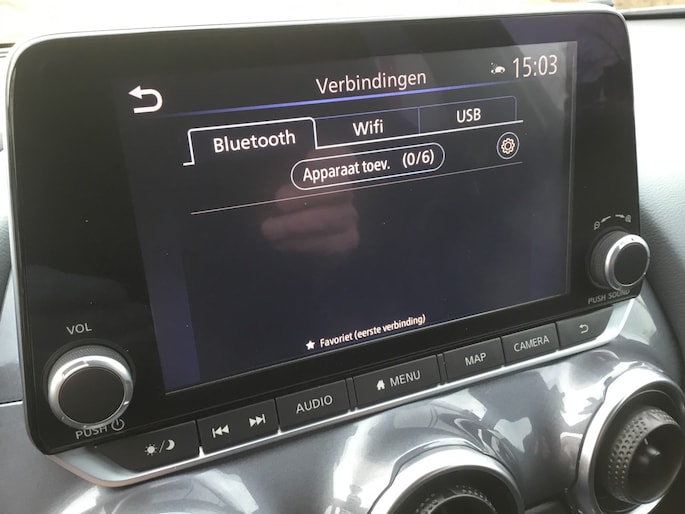 Verbindingen
15:03
Bluetooth
Wifi
USB
Apparaat toev. (0/6)
★ Favoriet (eerste verbinding)
VOL
PUSH
PUSH SOUND
AUDIO
MENU
MAP
CAMERA